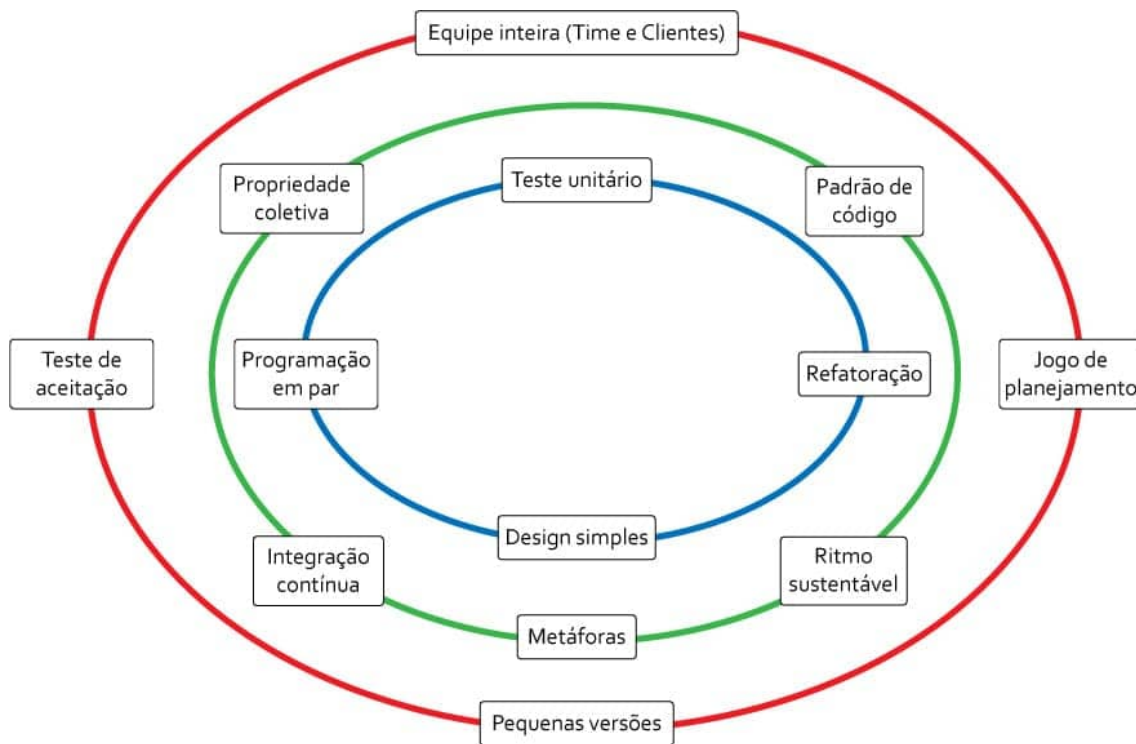 Equipe inteira (Time e Clientes)
Propriedade
coletiva
Teste unitário
Padrão de
código
Teste de
aceitação
Programação
em par
Refatoração
Jogo de
planejamento
Integração
contínua
Design simples
Ritmo
sustentável
Metáforas
Pequenas versões